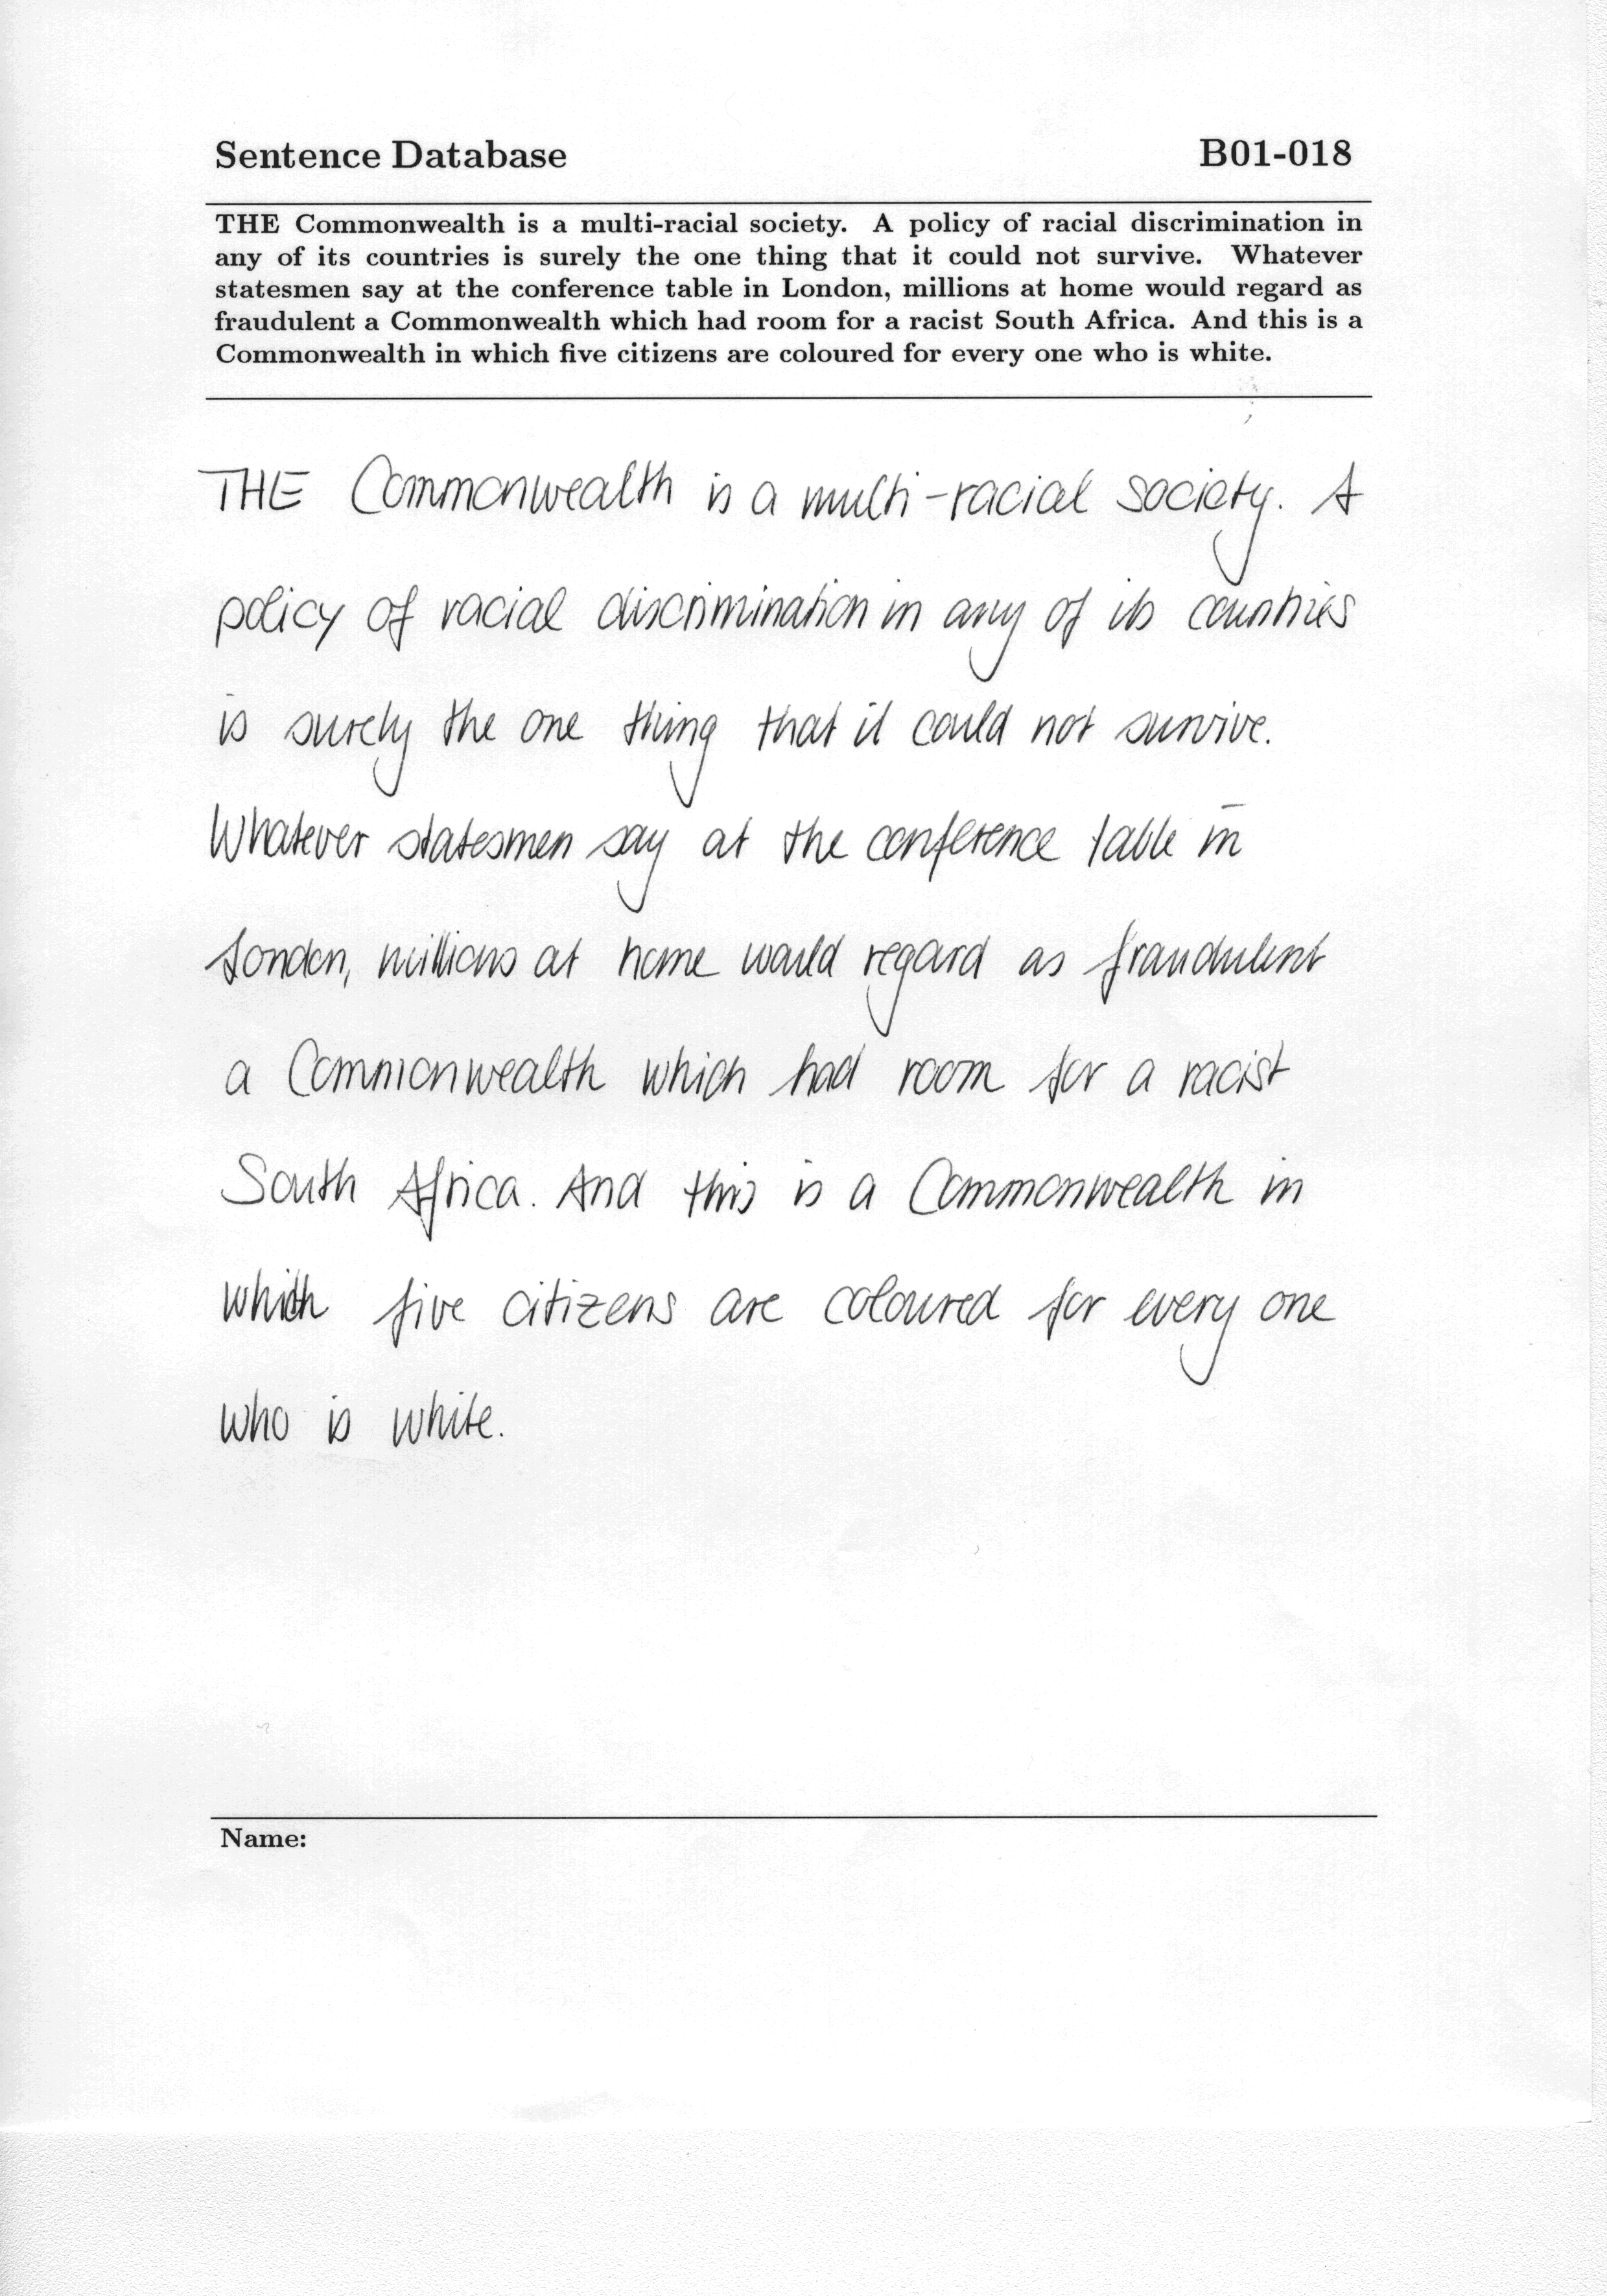 Sentence Database B01-018
THE Commonwealth is a multi-racial society. A policy of racial discrimination in
any of its countries is surely the one thing that it could not survive. Whatever
statesmen say at the conference table in London, millions at home would regard as
fraudulent a Commonwealth which had room for a racist South Africa. And this is a
Commonwealth in which five citizens are coloured for every one who is white.
THE Commonwealth is a multi-racial society. A
policy of racial discrimination in any of its countries
is surely the one thing that it could not survive.
Whatever statesmen say at the conference table in
London, millions at home would regard as fraudulent
a Commonwealth which had room for a racist
South Africa. And this is a Commonwealth in
which five citizens are coloured for every one
who is white.
Name: